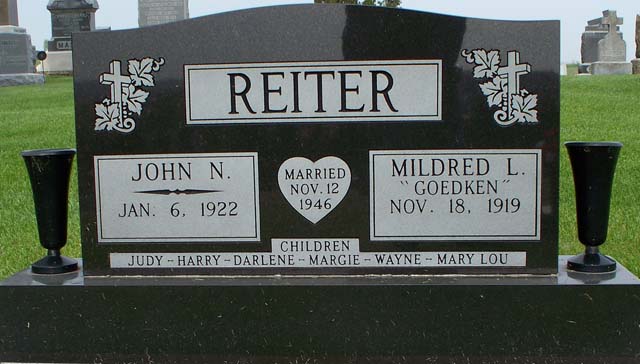 REITER
JOHN N.
JAN. 6, 1922
MARRIED
NOV. 12
1946
MILDRED L.
"GOEDKEN"
NOV. 18, 1919
CHILDREN
JUDY - HARRY - DARLENE - MARGIE - WAYNE - MARY LOU